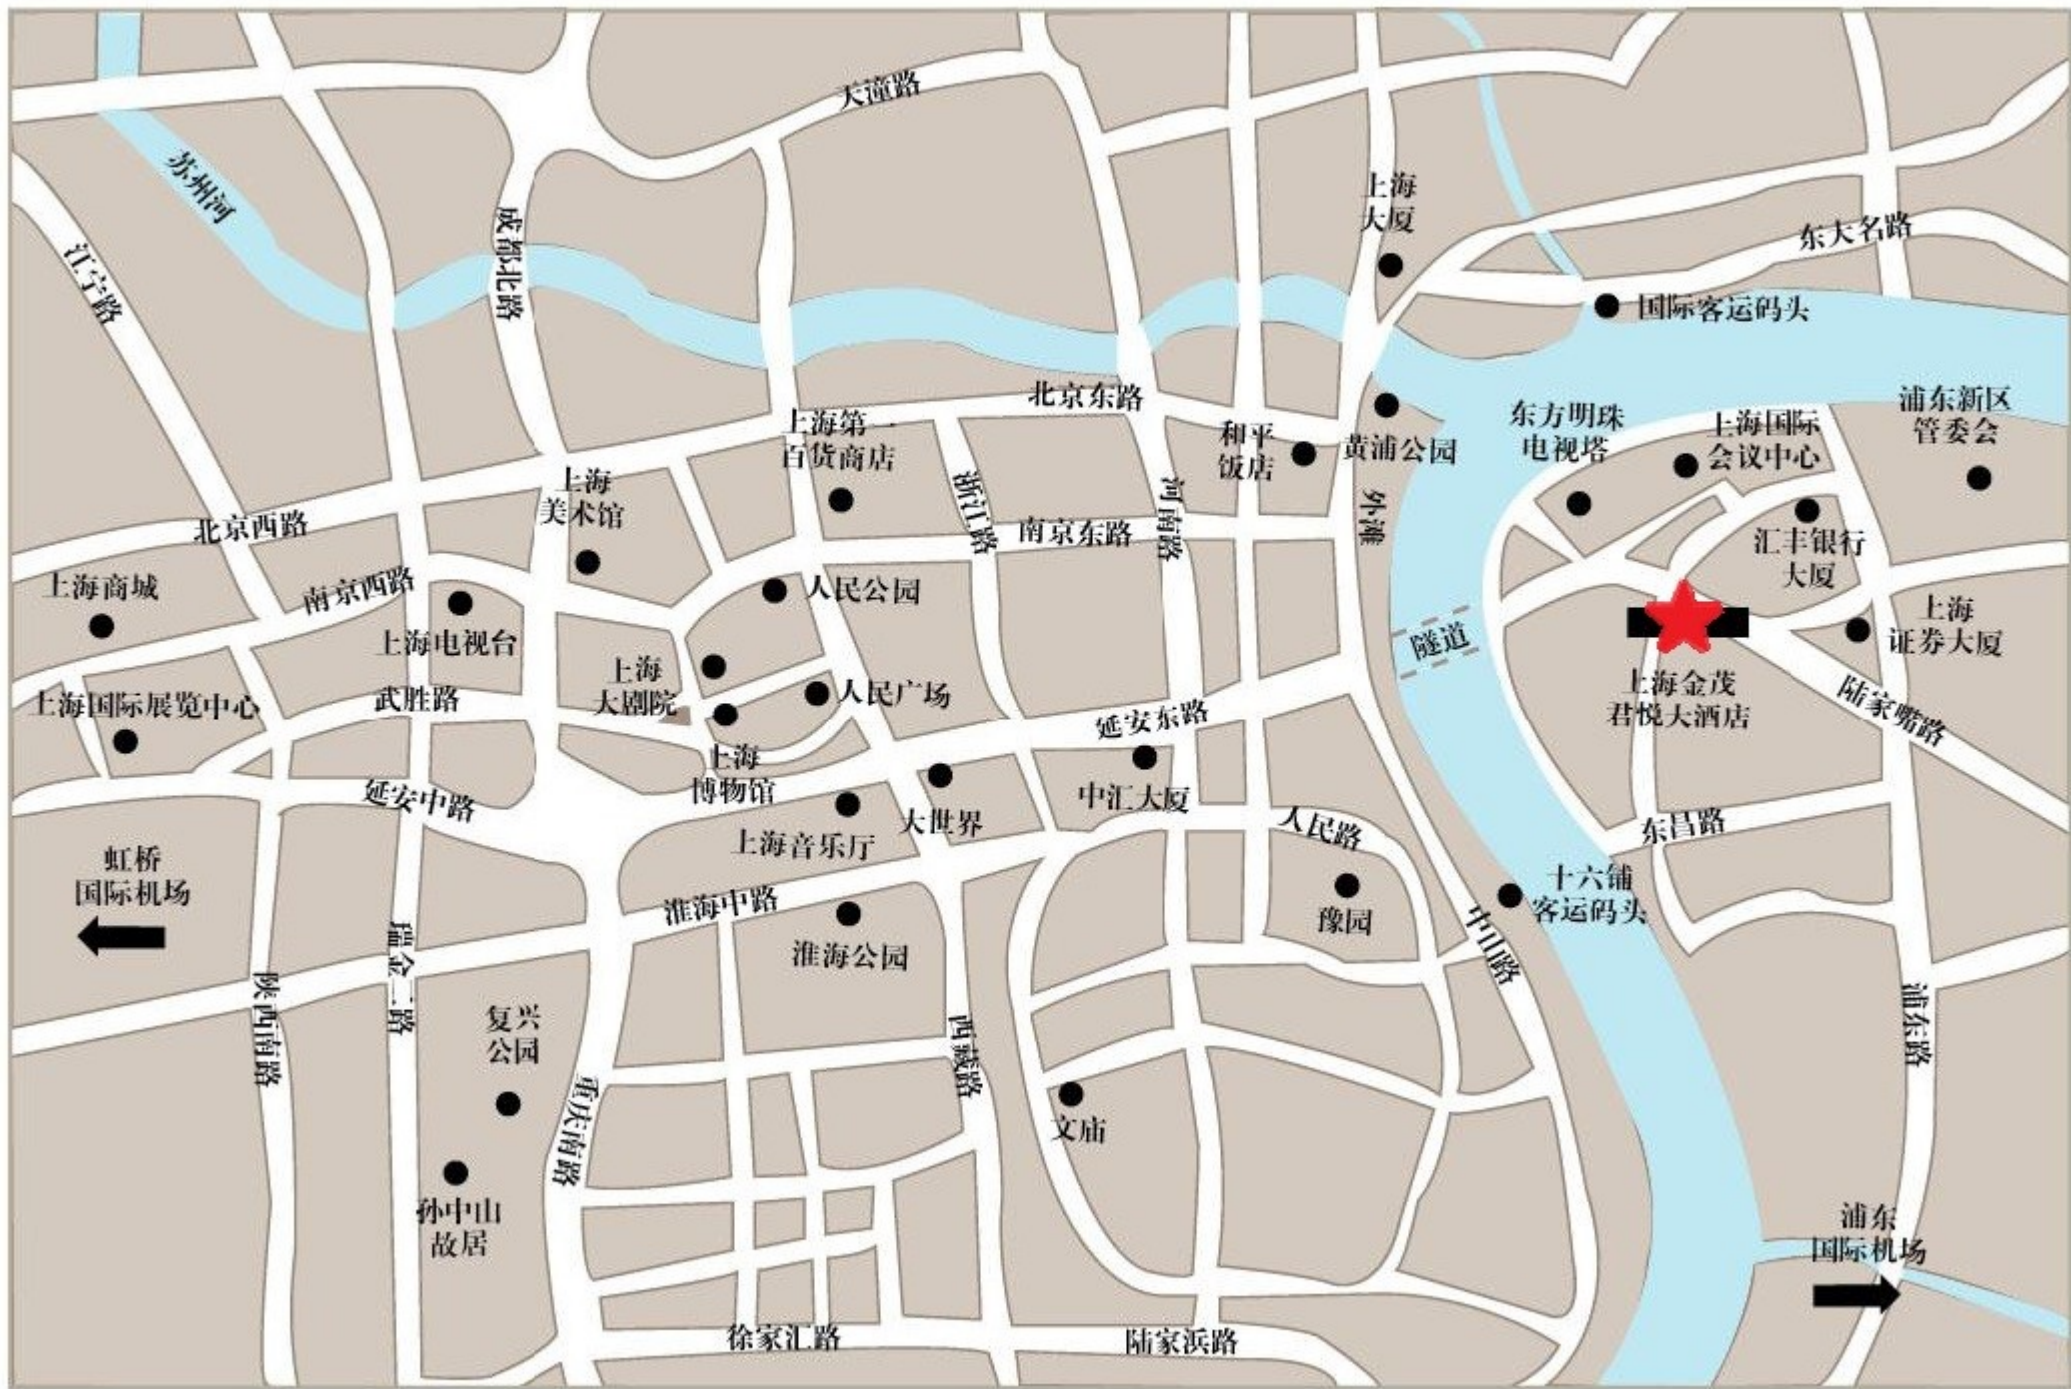 天潼路
苏州河
上海
大厦
成都北路
东大名路
江宁路
国际客运码头
北京东路
上海第一
百货商店
和平
饭店
黄浦公园
东方明珠
电视塔
上海国际
会议中心
浦东新区
管委会
上海
美术馆
浙江路
河南路
外滩
北京西路
南京东路
汇丰银行
大厦
上海商城
南京西路
人民公园
上海电视台
隧道
上海
证券大厦
上海
大剧院
人民广场
上海国际展览中心
武胜路
延安东路
上海金茂
君悦大酒店
陆家嘴路
上海
博物馆
延安中路
中汇大厦
大世界
上海音乐厅
人民路
东昌路
虹桥
国际机场
淮海中路
豫园
十六铺
客运码头
中山路
淮海公园
瑞金二路
陕西南路
复兴
公园
西藏路
浦东路
重庆南路
文庙
孙中山
故居
浦东
国际机场
徐家汇路
陆家浜路